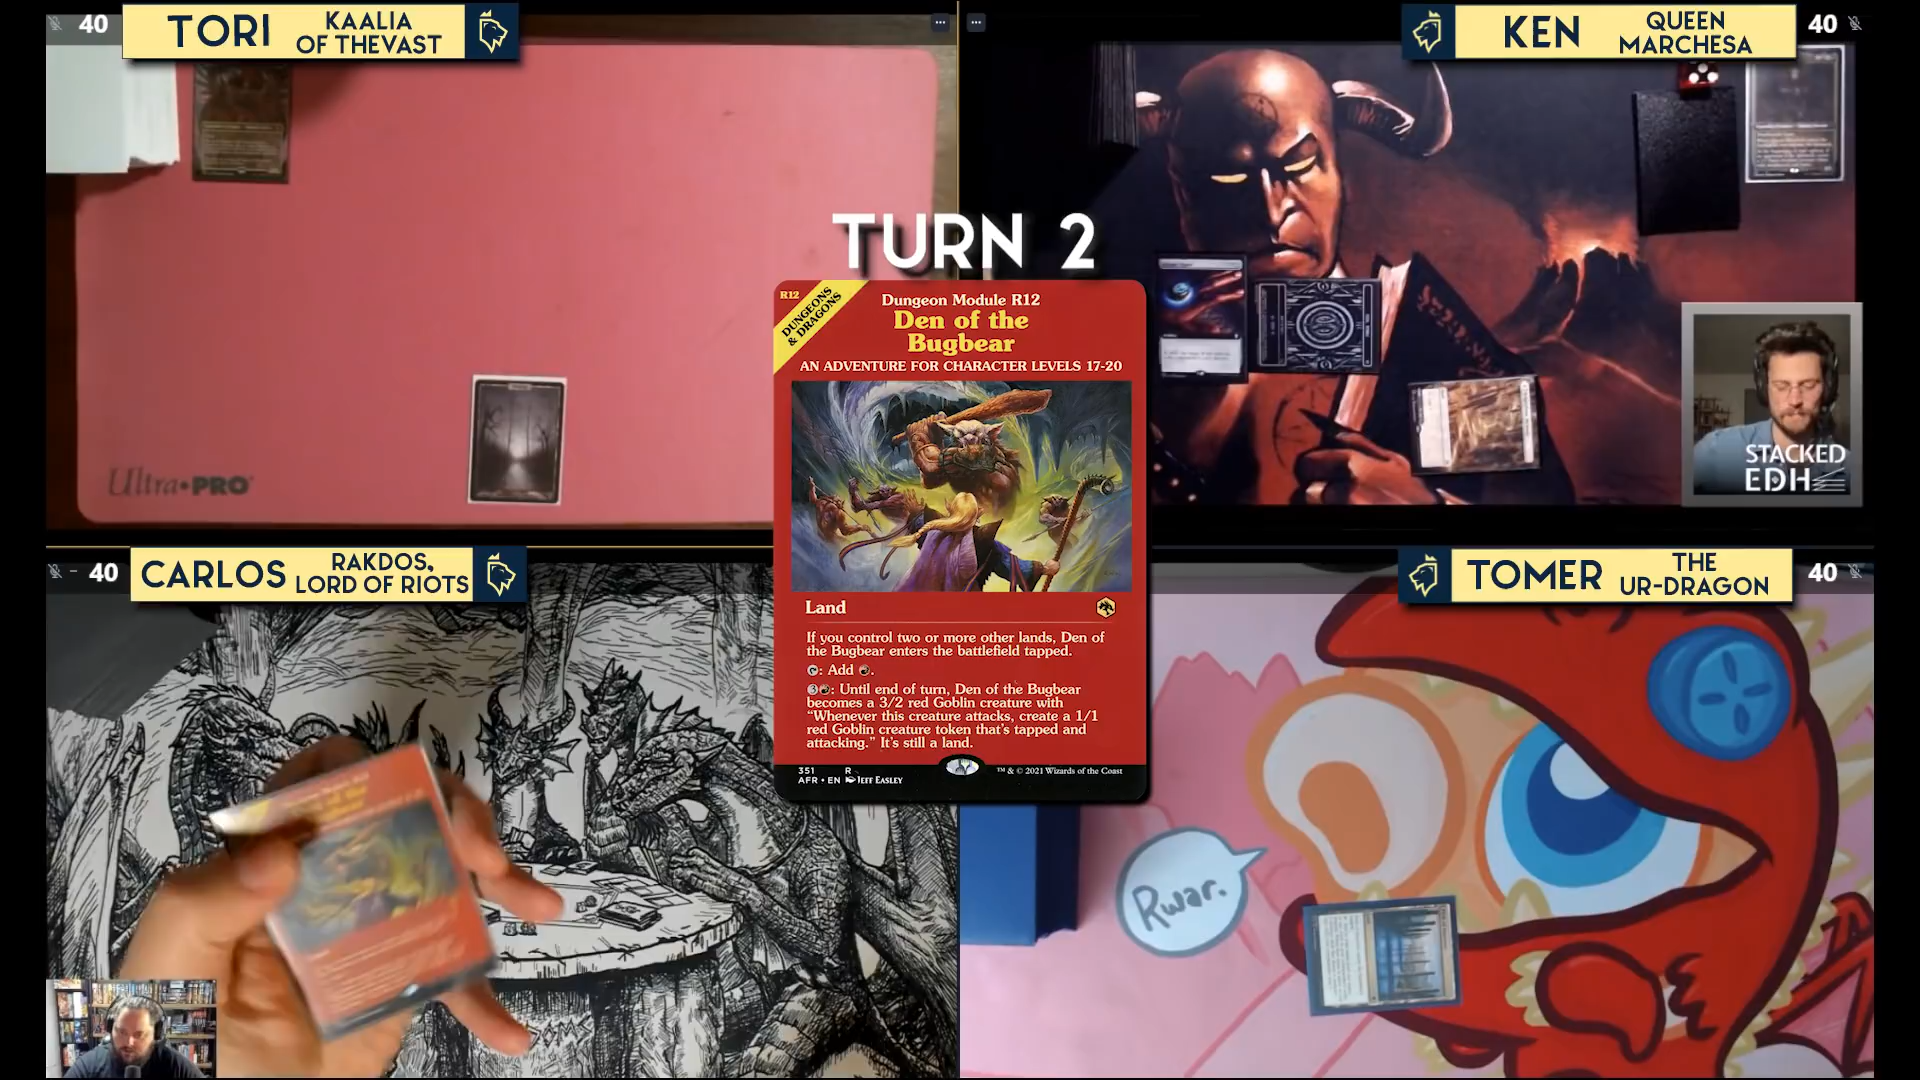 40
TORI
KAALIA
OF THEVAST
KEN
QUEEN
MARCHESA
40
TURN 2
R12
DUNGEONS
& DRAGONS
Dungeon Module R12
Den of the
Bugbear
AN ADVENTURE FOR CHARACTER LEVELS 17-20
Land
If you control two or more other lands, Den of
the Bugbear enters the battlefield tapped.
: Add .
: Until end of turn, Den of the Bugbear
becomes a 3/2 red Goblin creature with
“Whenever this creature attacks, create a 1/1
red Goblin creature token that's tapped and
attacking.” It's still a land.
351 R
AFR • EN JEFF EASLEY
™ & © 2021 Wizards of the Coast
Ultra•PRO
STACKED
EDH
40
CARLOS
RAKDOS,
LORD OF RIOTS
TOMER
THE
UR-DRAGON
40
Rwar.